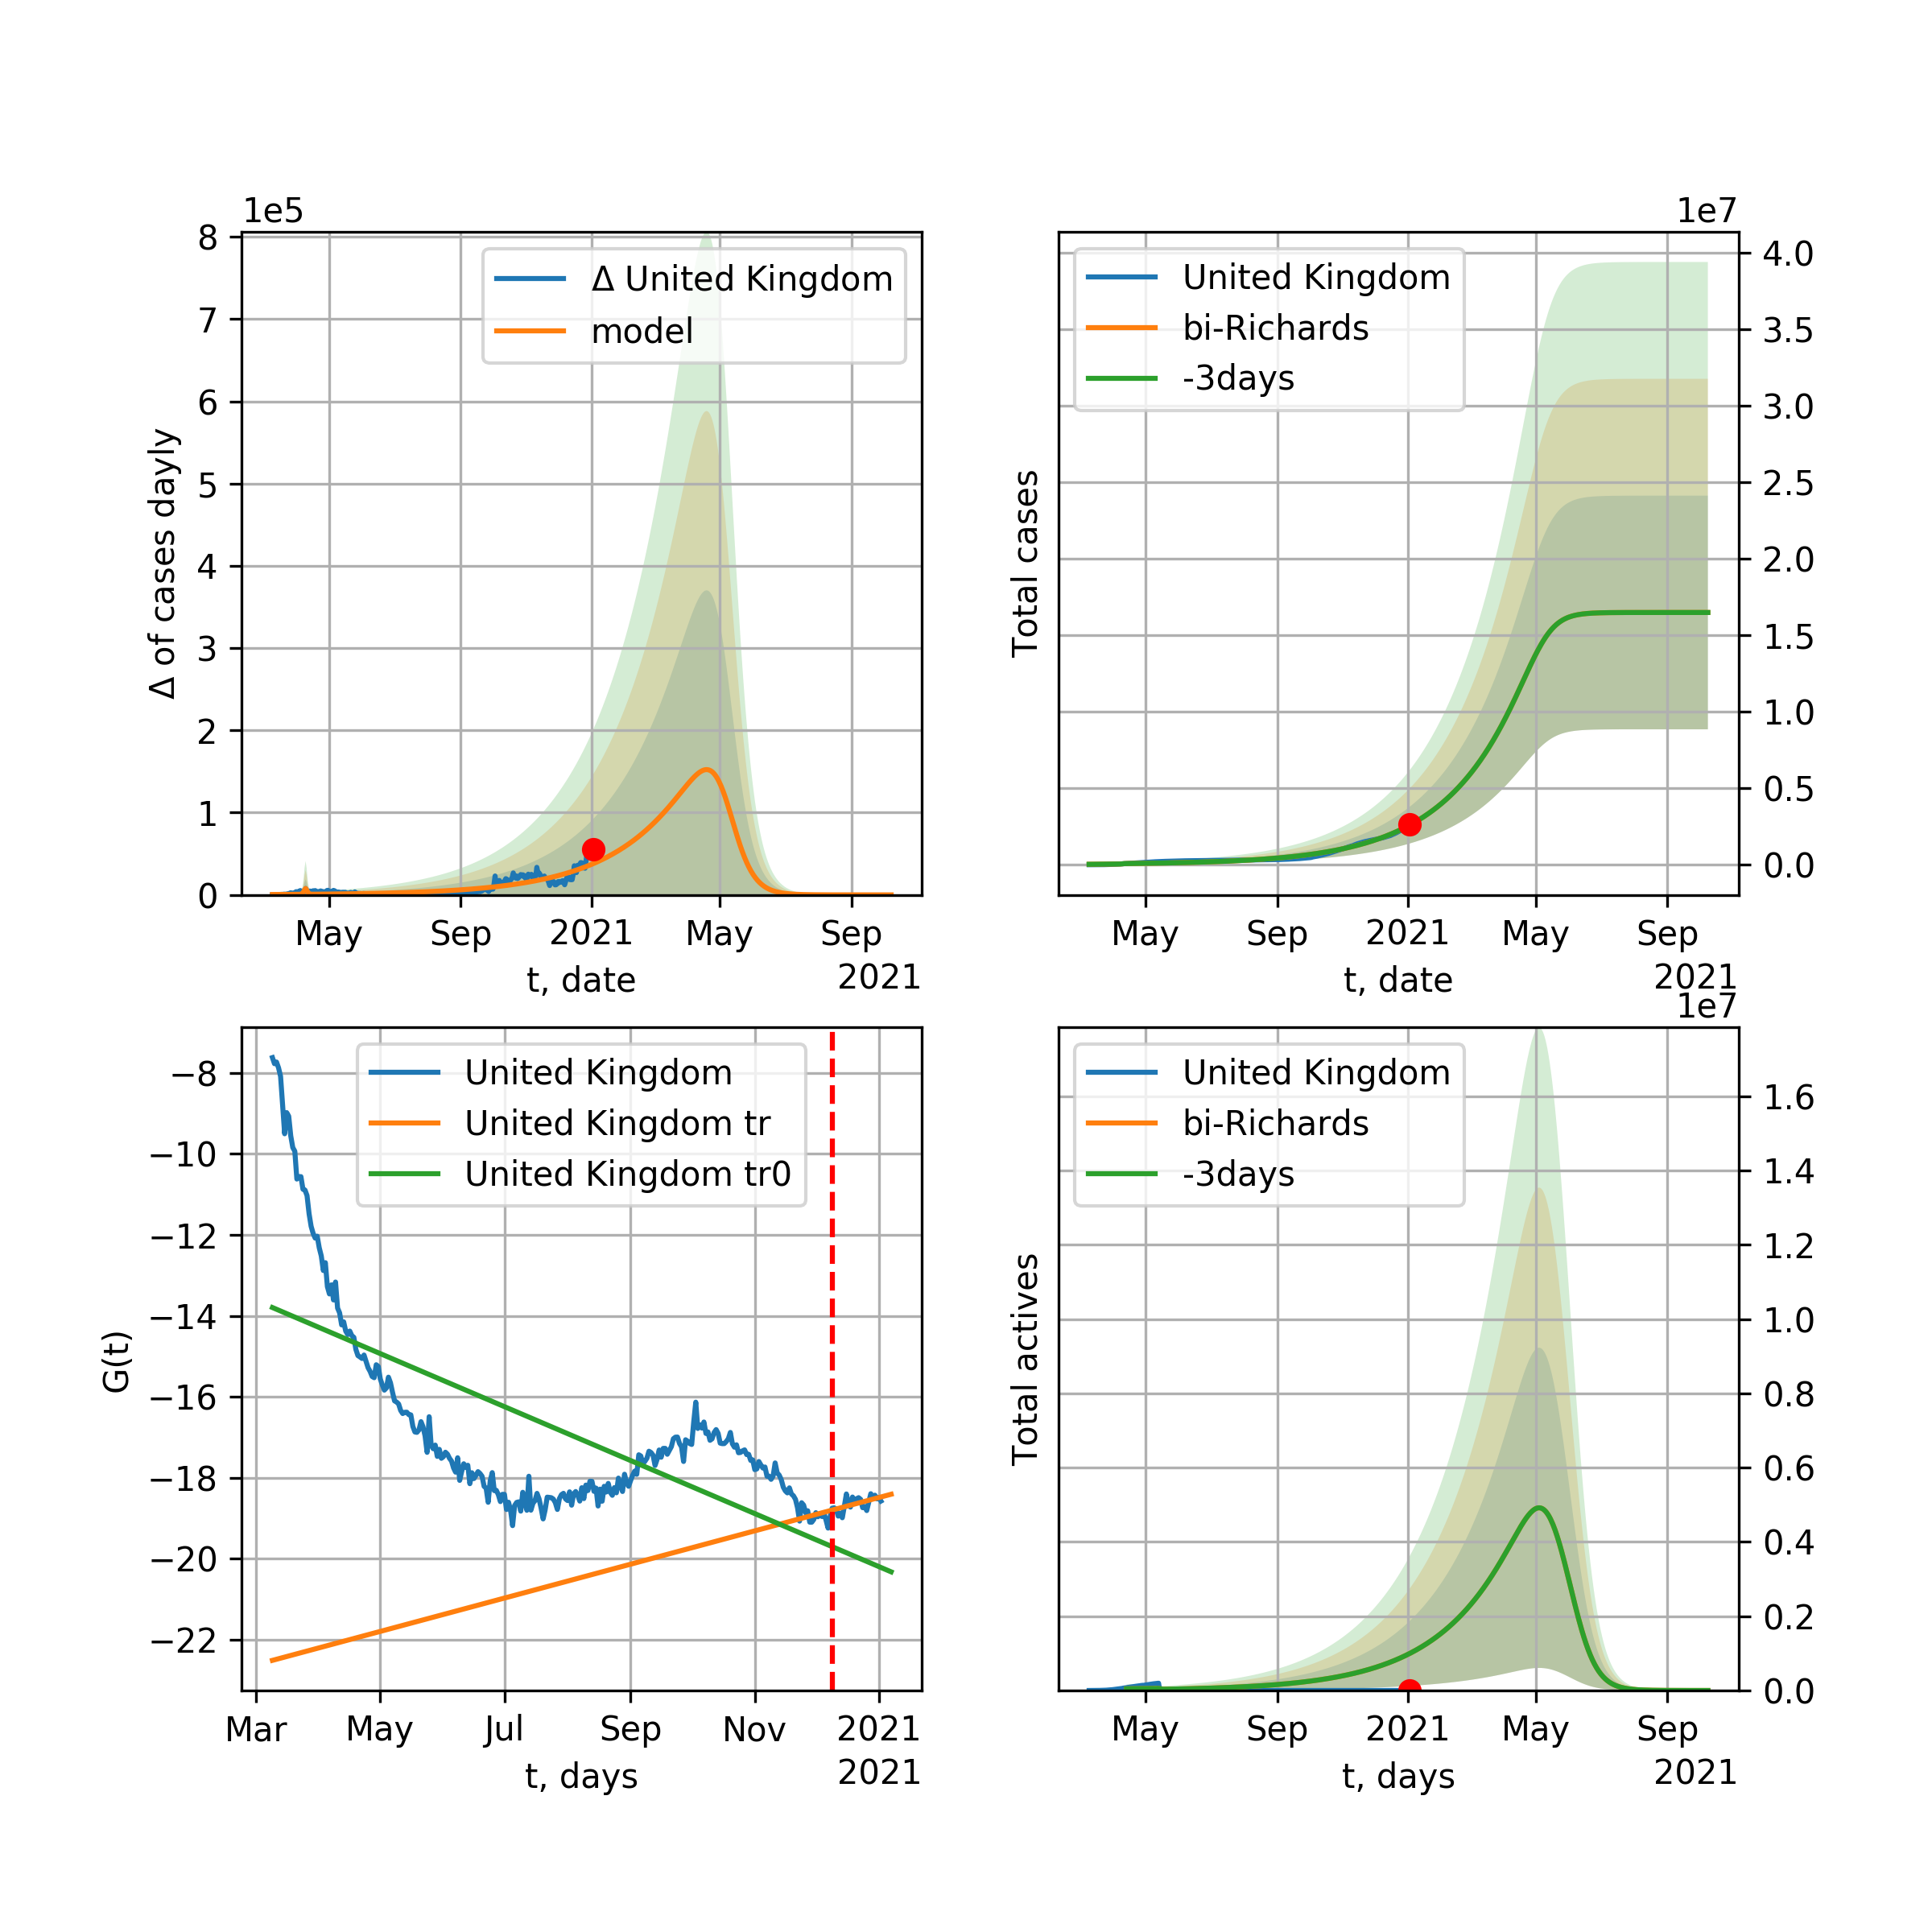 1e5
8
7
6
5
4
3
2
1
0
Δ of cases dayly
Δ United Kingdom
model
May
Sep
2021
May
Sep
t, date
2021
1e7
United Kingdom
bi-Richards
-3days
Total cases
4.0
3.5
3.0
2.5
2.0
1.5
1.0
0.5
0.0
May
Sep
2021
May
Sep
t, date
2021
−8
−10
−12
−14
−16
−18
−20
−22
G(t)
United Kingdom
United Kingdom tr
United Kingdom tr0
Mar
May
Jul
Sep
Nov
2021
t, days
2021
1e7
United Kingdom
bi-Richards
-3days
Total actives
1.6
1.4
1.2
1.0
0.8
0.6
0.4
0.2
0.0
May
Sep
2021
May
Sep
t, days
2021